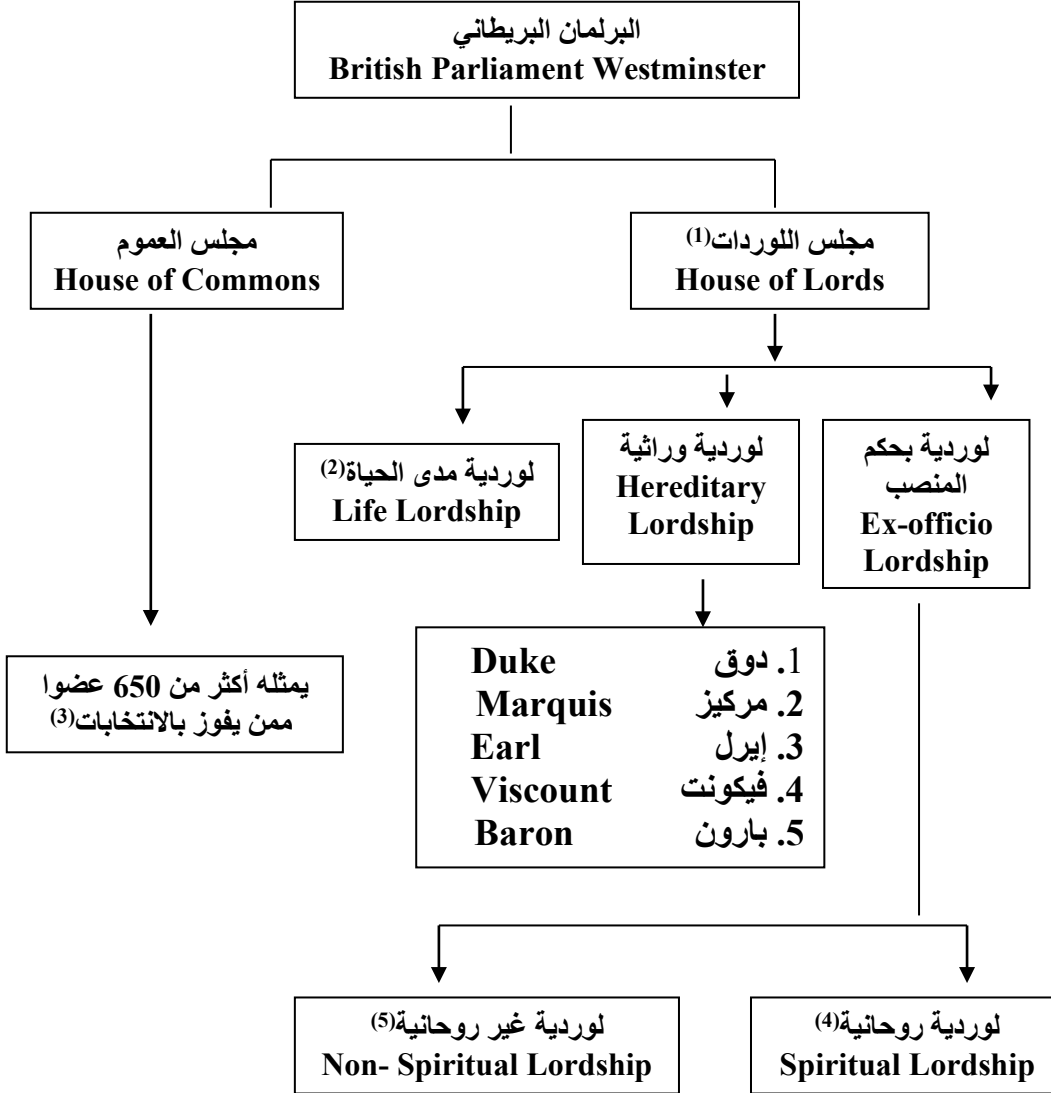 البرلمان البريطاني
British Parliament Westminster
مجلس اللوردات(1)
House of Lords
مجلس العموم
House of Commons
لوردية بحكم
المنصب
Ex-officio
Lordship
لوردية وراثية
Hereditary
Lordship
لوردية مدى الحياة(2)
Life Lordship
1. دوق Duke
2. مركيز Marquis
3. إيرل Earl
4. فيكونت Viscount
5. بارون Baron
يمثله أكثر من 650 عضوا
ممن يفوز بالانتخابات(3)
لوردية روحانية(4)
Spiritual Lordship
لوردية غير روحانية(5)
Non- Spiritual Lordship